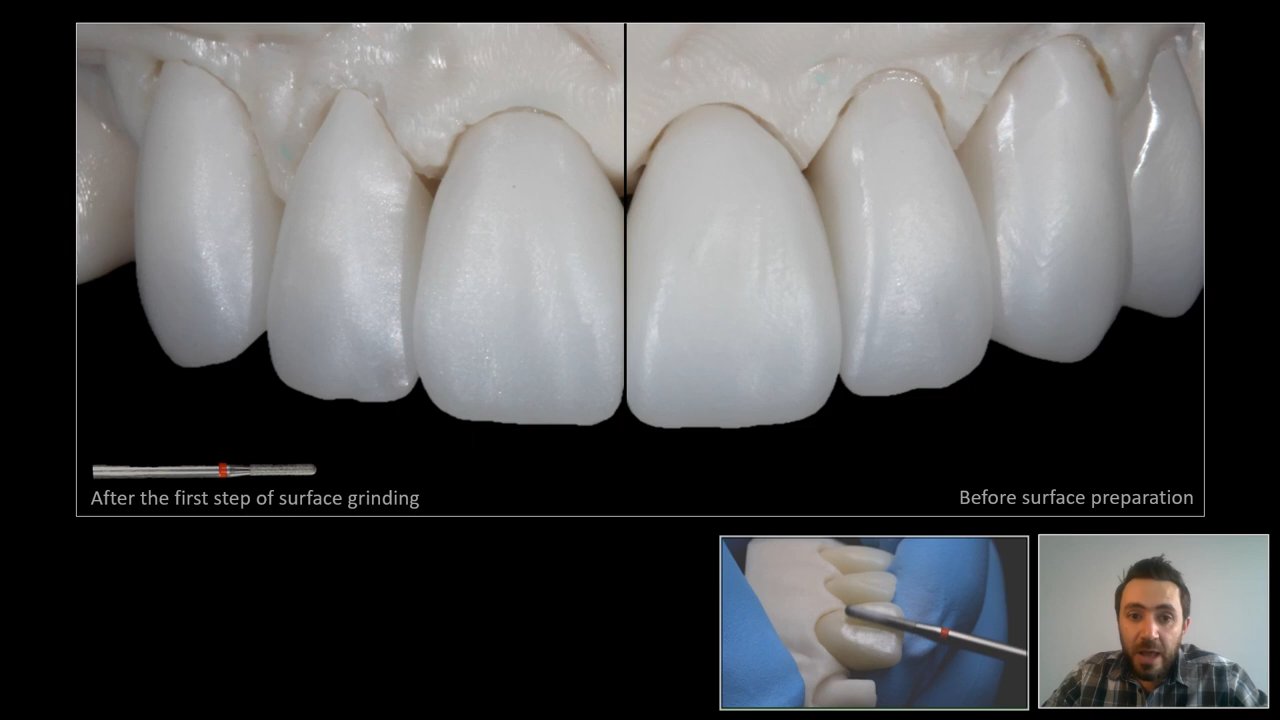 After the first step of surface grinding
Before surface preparation